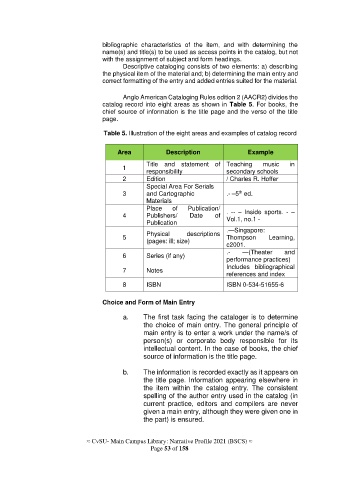 bibliographic characteristics of the item, and with determining the
name(s) and title(s) to be used as access points in the catalog, but not
with the assignment of subject and form headings.
Descriptive cataloging consists of two elements: a) describing
the physical item of the material and; b) determining the main entry and
correct formatting of the entry and added entries suited for the material.
Anglo American Cataloging Rules edition 2 (AACR2) divides the
catalog record into eight areas as shown in Table 5. For books, the
chief source of information is the title page and the verso of the title
page.
Table 5. Illustration of the eight areas and examples of catalog record
Area Description Example
1 Title and statement of responsibility Teaching music in secondary schools
2 Edition / Charles R. Hoffer
3 Special Area For Serials and Cartographic Materials .- –5th ed.
4 Place of Publication/ Publishers/ Date of Publication . -- – Inside sports. - – Vol.1, no.1 -
5 Physical descriptions (pages: ill; size) .—Singapore: Thompson Learning, c2001.
6 Series (if any) .- —(Theater and performance practices)
7 Notes Includes bibliographical references and index
8 ISBN ISBN 0-534-51655-6
Choice and Form of Main Entry
a. The first task facing the cataloger is to determine
the choice of main entry. The general principle of
main entry is to enter a work under the name/s of
person(s) or corporate body responsible for its
intellectual content. In the case of books, the chief
source of information is the title page.
b. The information is recorded exactly as it appears on
the title page. Information appearing elsewhere in
the item within the catalog entry. The consistent
spelling of the author entry used in the catalog (in
current practice, editors and compilers are never
given a main entry, although they were given one in
the part) is ensured.
≈ CvSU- Main Campus Library: Narrative Profile 2021 (BSCS) ≈
Page 53 of 158